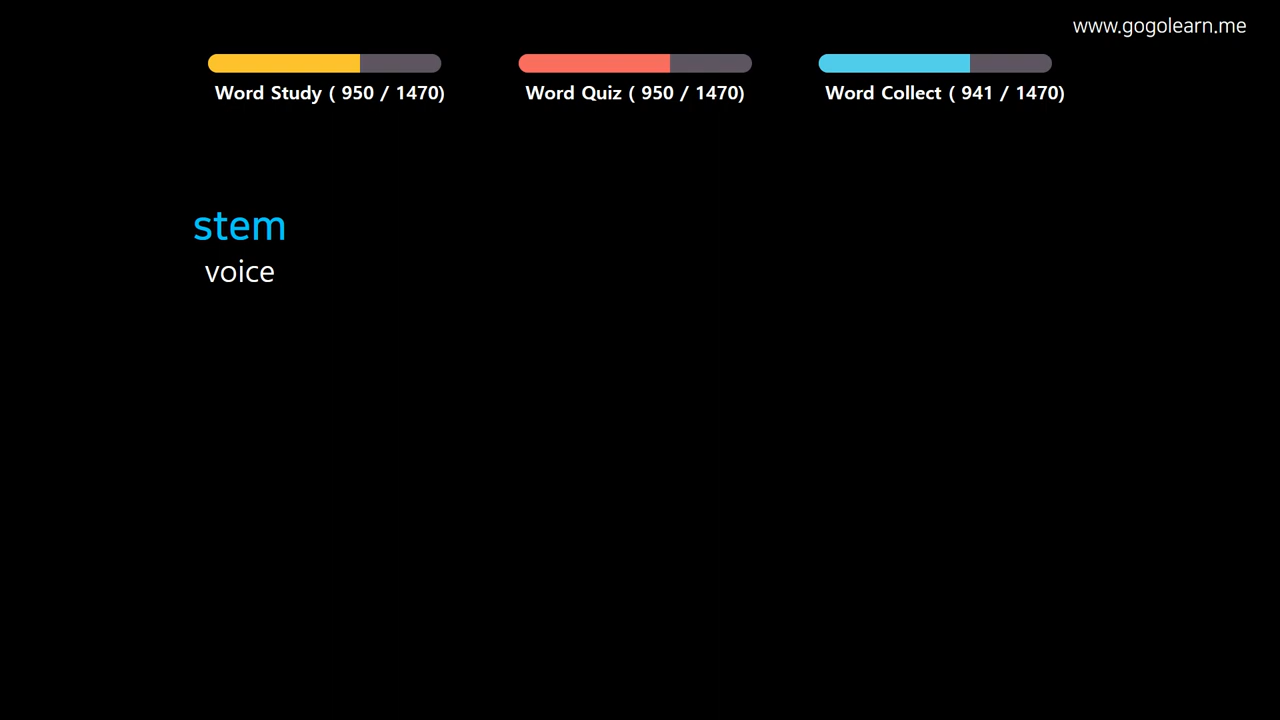 www.gogolearn.me
Word Study ( 950 / 1470)
Word Quiz ( 950 / 1470)
Word Collect ( 941 / 1470)
stem
voice